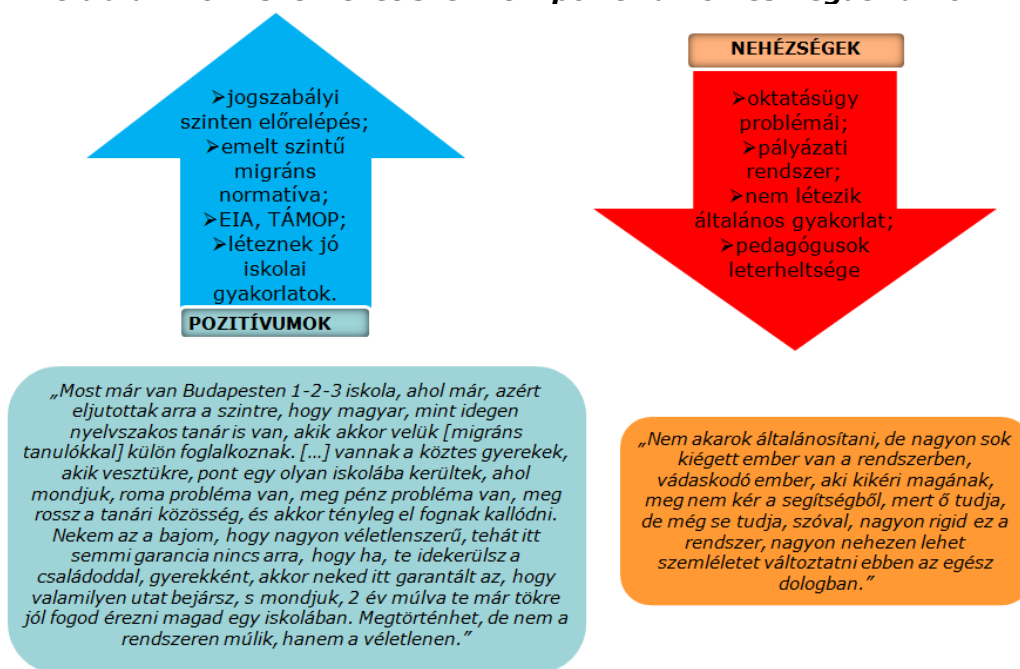 NEHÉZSÉGEK
➢jogszabályi
szinten előrelépés;
➢emelt szintű
migráns
normatíva;
➢EIA, TÁMOP;
➢léteznek jó
iskolai
gyakorlatok.
POZITÍVUMOK
➢oktatásügy
problémái;
➢pályázati
rendszer;
➢nem létezik
általános gyakorlat;
➢pedagógusok
leterheltsége
„Most már van Budapesten 1-2-3 iskola, ahol már, azért
eljutottak arra a szintre, hogy magyar, mint idegen
nyelvszakos tanár is van, akik akkor velük [migráns
tanulókkal] külön foglalkoznak. […] vannak a köztes gyerekek,
akik vesztükre, pont egy olyan iskolába kerültek, ahol
mondjuk, roma probléma van, meg pénz probléma van, meg
rossz a tanári közösség, és akkor tényleg el fognak kallódni.
Nekem az a bajom, hogy nagyon véletlenszerű, tehát itt
semmi garancia nincs arra, hogy ha, te idekerülsz a
családoddal, gyerekként, akkor neked itt garantált az, hogy
valamilyen utat bejársz, s mondjuk, 2 év múlva te már tökre
jól fogod érezni magad egy iskolában. Megtörténhet, de nem a
rendszeren múlik, hanem a véletlenen.”
„Nem akarok általánosítani, de nagyon sok
kiégett ember van a rendszerben,
vádaskodó ember, aki kikéri magának,
meg nem kér a segítségből, mert ő tudja,
de még se tudja, szóval, nagyon rigid ez a
rendszer, nagyon nehezen lehet
szemléletet változtatni ebben az egész
dologban.”